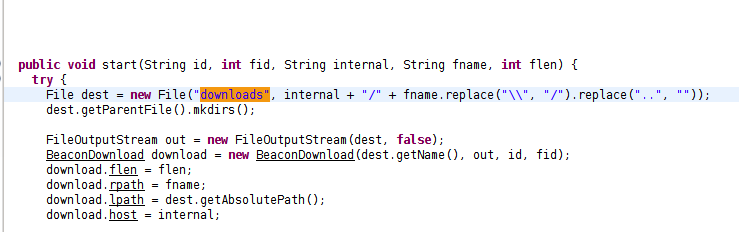 public void start(String id, int fid, String internal, String fname, int flen) {
try {
File dest = new File("downloads", internal + "/" + fname.replace("\\", "/").replace("..", ""));
dest.getParentFile().mkdirs();
FileOutputStream out = new FileOutputStream(dest, false);
BeaconDownload download = new BeaconDownload(dest.getName(), out, id, fid);
download.flen = flen;
download.rpath = fname;
download.lpath = dest.getAbsolutePath();
download.host = internal;